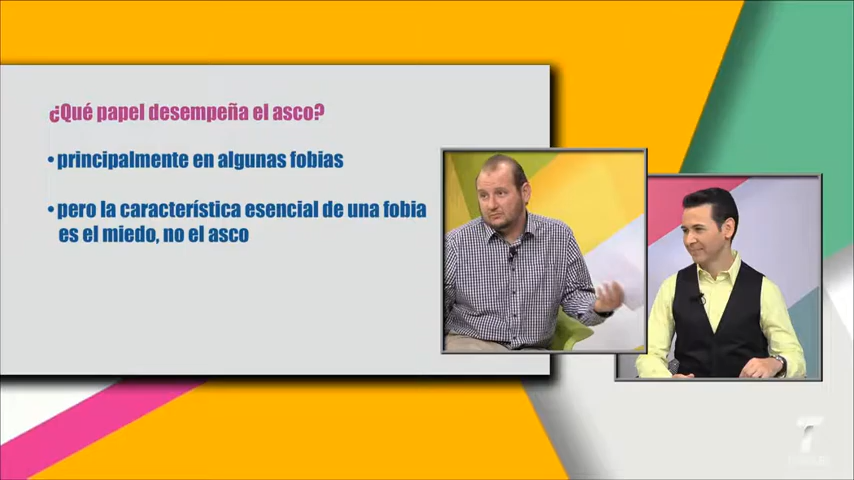 ¿Qué papel desempeña el asco?
• principalmente en algunas fobias
• pero la característica esencial de una fobia
es el miedo, no el asco
7